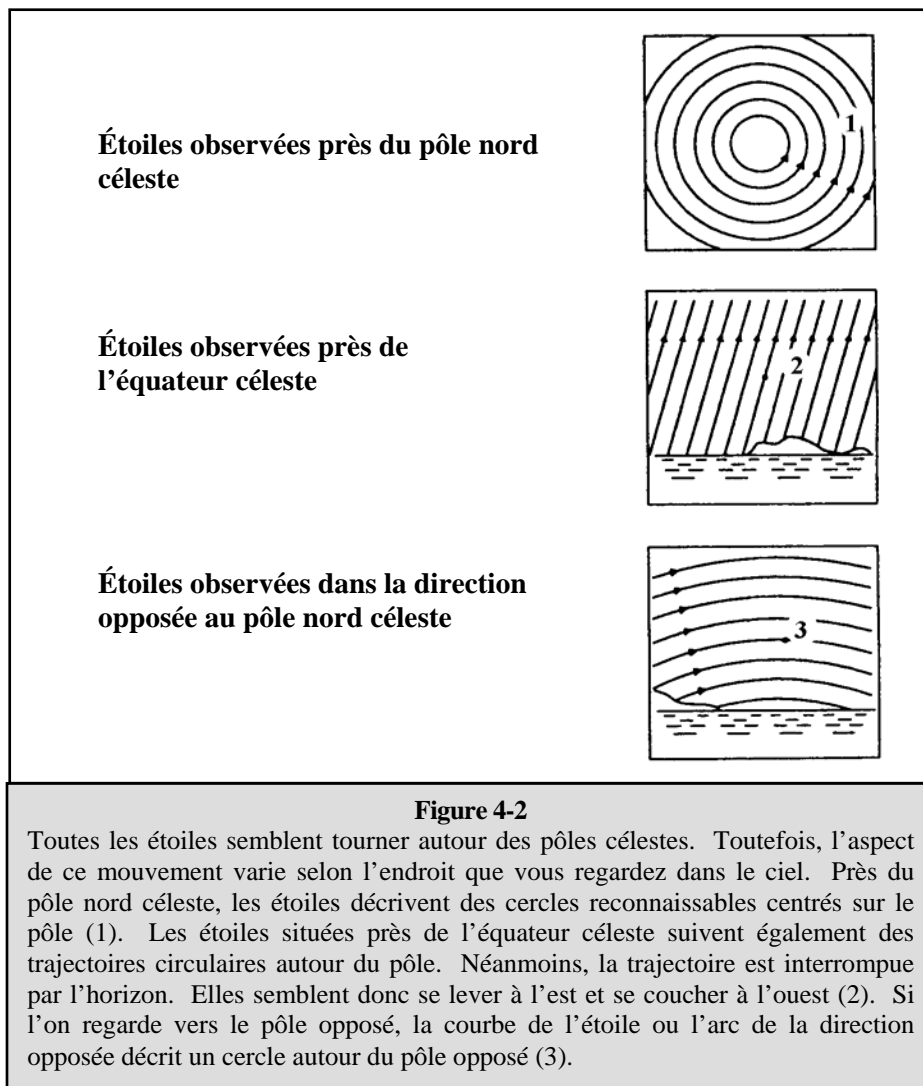 Étoiles observées près du pôle nord
céleste
1
Étoiles observées près de
l’équateur céleste
2
Étoiles observées dans la direction
opposée au pôle nord céleste
3
Figure 4-2
Toutes les étoiles semblent tourner autour des pôles célestes. Toutefois, l’aspect
de ce mouvement varie selon l’endroit que vous regardez dans le ciel. Près du
pôle nord céleste, les étoiles décrivent des cercles reconnaissables centrés sur le
pôle (1). Les étoiles situées près de l’équateur céleste suivent également des
trajectoires circulaires autour du pôle. Néanmoins, la trajectoire est interrompue
par l’horizon. Elles semblent donc se lever à l’est et se coucher à l’ouest (2). Si
l’on regarde vers le pôle opposé, la courbe de l’étoile ou l’arc de la direction
opposée décrit un cercle autour du pôle opposé (3).